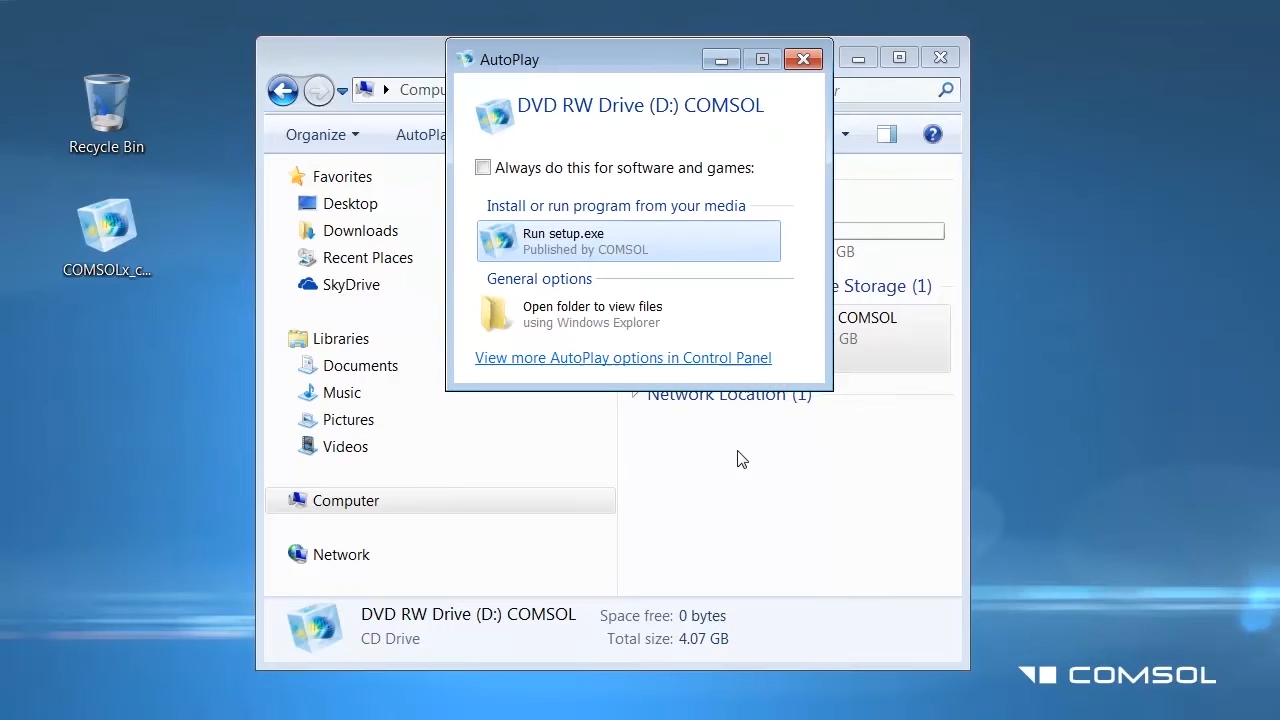 AutoPlay
DVD RW Drive (D:) COMSOL
Always do this for software and games:
Install or run program from your media
Run setup.exe
Published by COMSOL
General options
Open folder to view files
using Windows Explorer
View more AutoPlay options in Control Panel
Recycle Bin
COMSOLx_c...
Compu
Organize
AutoPla
Favorites
Desktop
Downloads
Recent Places
SkyDrive
Libraries
Documents
Music
Pictures
Videos
Computer
Network
GB
e Storage (1)
COMSOL
GB
Network Location (1)
DVD RW Drive (D:) COMSOL Space free: 0 bytes
CD Drive Total size: 4.07 GB
COMSOL